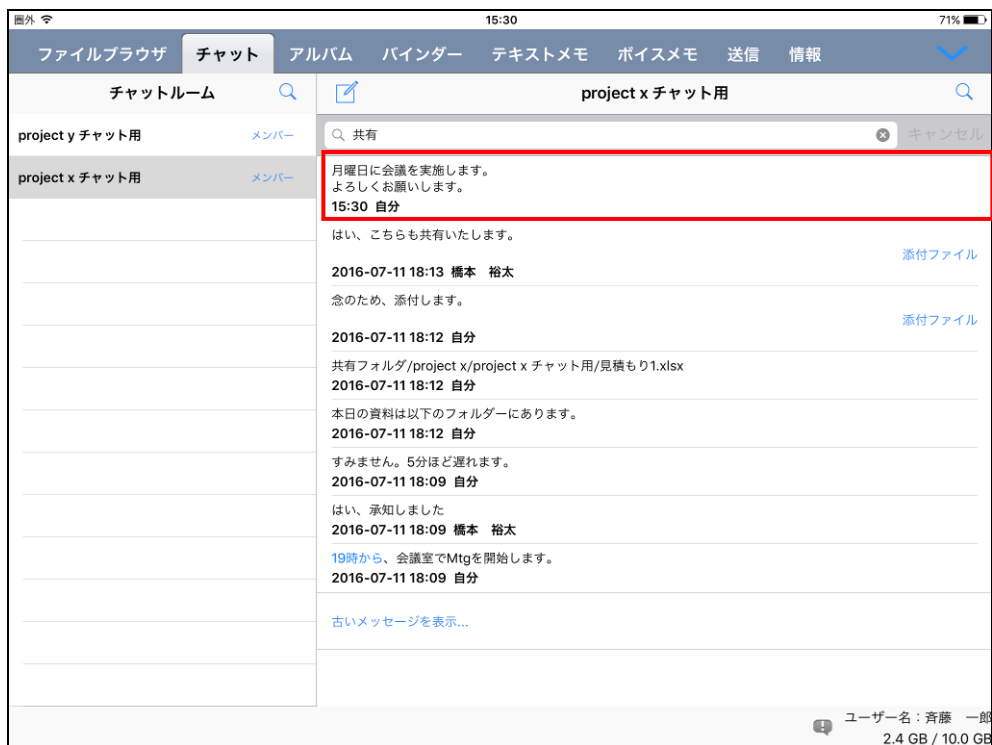 圏外 15:30 71%
ファイルブラウザ チャット アルバム バインダー テキストメモ ボイスメモ 送信 情報
チャットルーム
project x チャット用
project y チャット用 メンバー
project x チャット用 メンバー
共有 キャンセル
月曜日に会議を実施します。
よろしくお願いします。
15:30 自分
はい、こちらも共有いたします。
添付ファイル
2016-07-11 18:13 橋本　裕太
念のため、添付します。
添付ファイル
2016-07-11 18:12 自分
共有フォルダ/project x/project x チャット用/見積もり1.xlsx
2016-07-11 18:12 自分
本日の資料は以下のフォルダーにあります。
2016-07-11 18:12 自分
すみません。5分ほど遅れます。
2016-07-11 18:09 自分
はい、承知しました
2016-07-11 18:09 橋本　裕太
19時から、会議室でMtgを開始します。
2016-07-11 18:09 自分
古いメッセージを表示...
ユーザー名：斉藤　一郎
2.4 GB / 10.0 GB